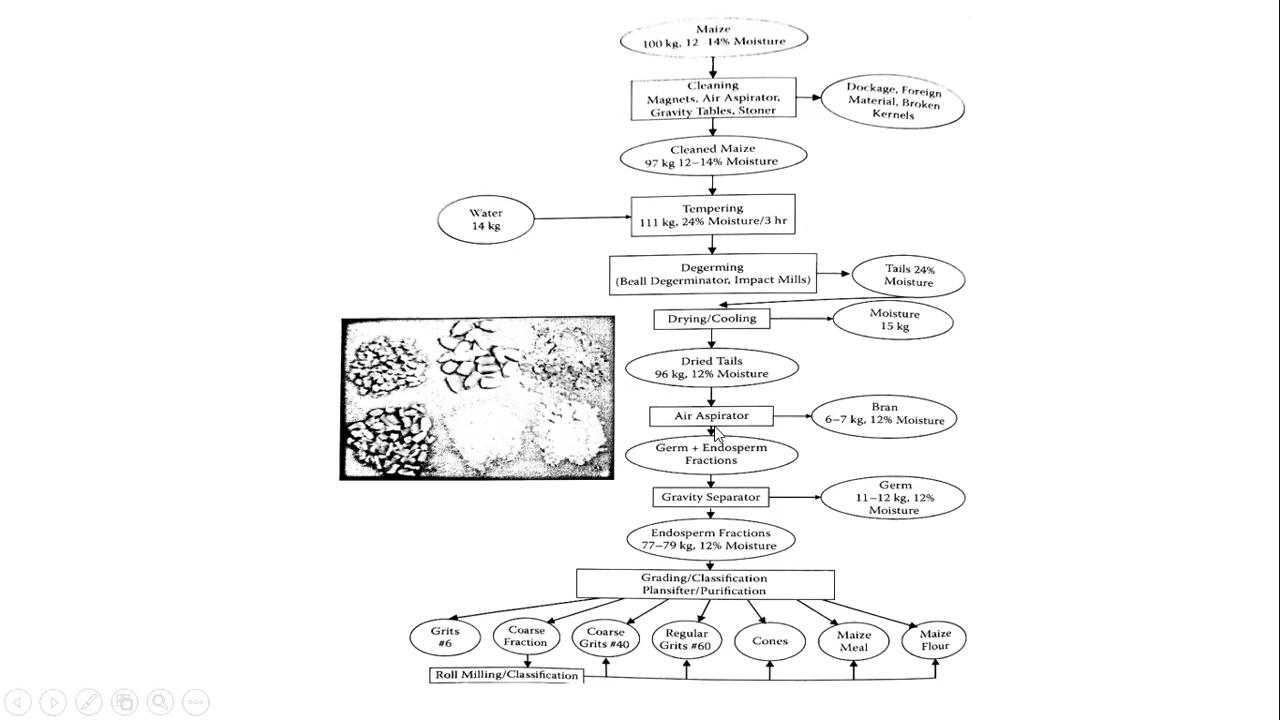 Maize
100 kg, 12 14% Moisture
Cleaning
Magnets, Air Aspirator,
Gravity Tables, Stoner
Dockage, Foreign
Material, Broken
Kernels
Cleaned Maize
97 kg 12–14% Moisture
Water
14 kg
Tempering
111 kg, 24% Moisture/3 hr
Degerming
(Beall Degerminator, Impact Mills)
Tails 24%
Moisture
Drying/Cooling
Moisture
15 kg
Dried Tails
96 kg, 12% Moisture
Air Aspirator
Bran
6–7 kg, 12% Moisture
Germ + Endosperm
Fractions
Gravity Separator
Germ
11–12 kg, 12%
Moisture
Endosperm Fractions
77–79 kg, 12% Moisture
Grading/Classification
Plansifter/Purification
Grits
#6
Coarse
Fraction
Coarse
Grits #40
Regular
Grits #60
Cones
Maize
Meal
Maize
Flour
Roll Milling/Classification